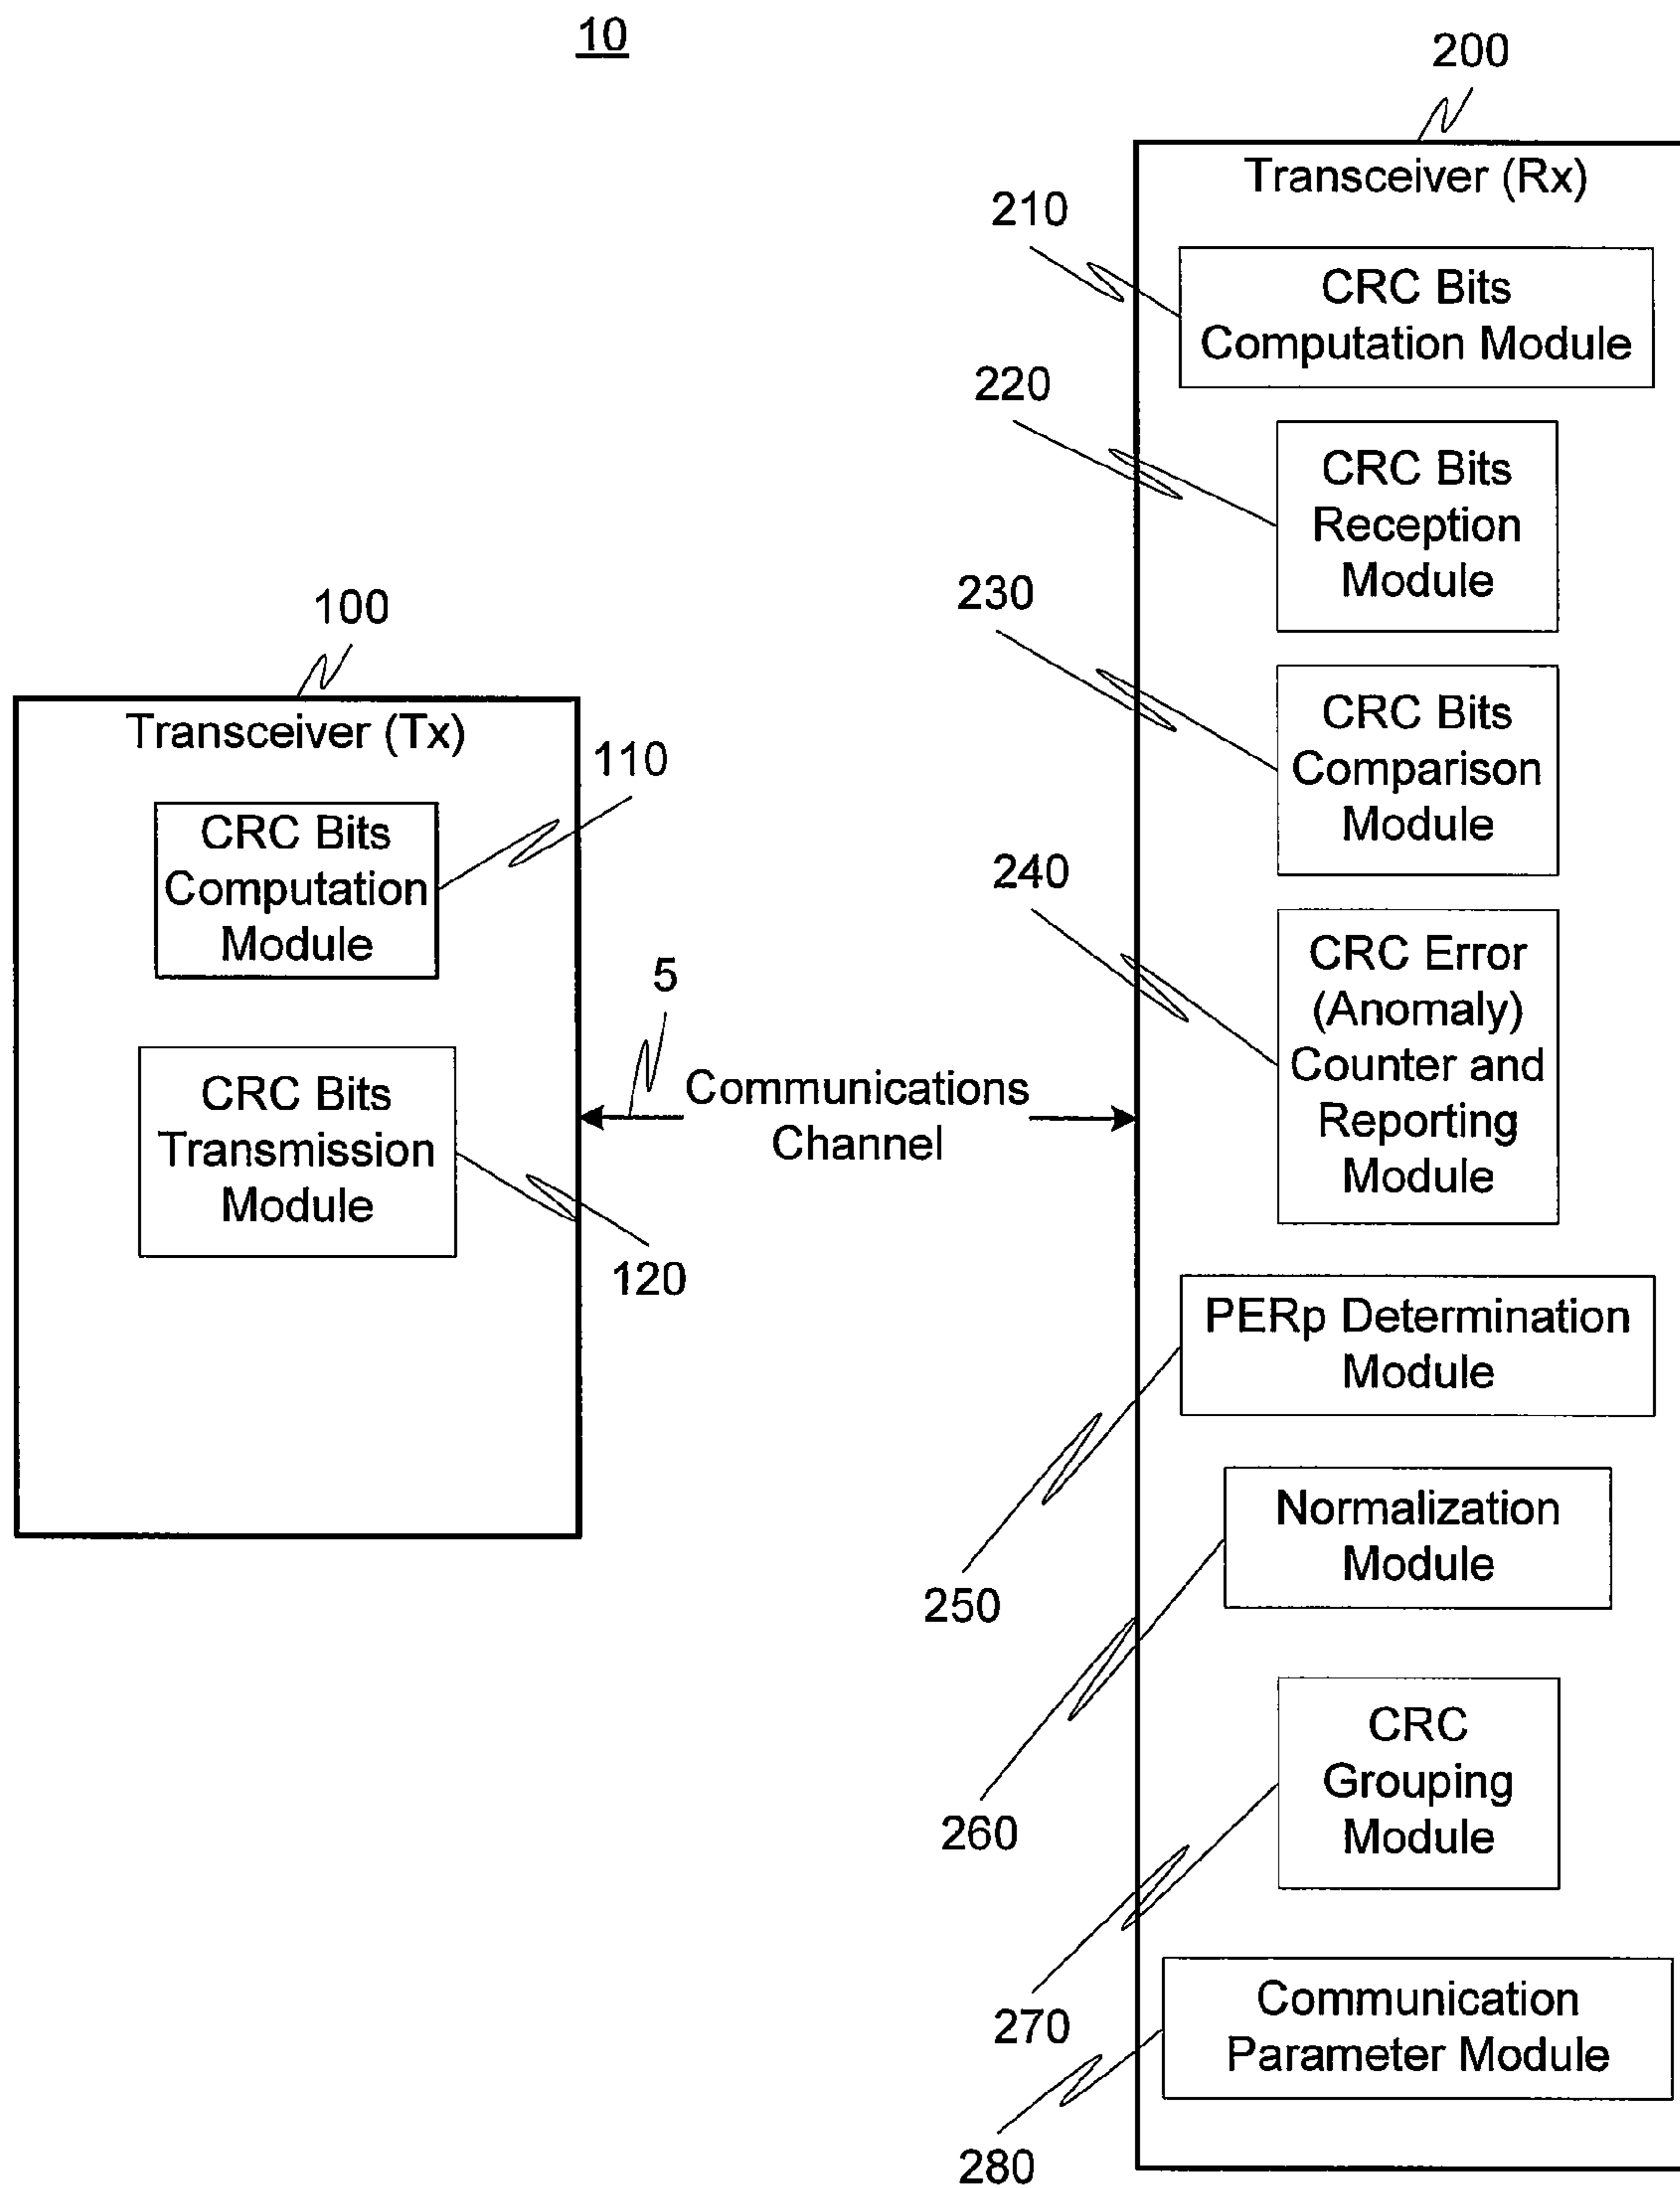 10
200
Transceiver (Rx)
210
CRC Bits
Computation Module
220
CRC Bits
Reception
Module
230
CRC Bits
Comparison
Module
240
CRC Error
(Anomaly)
Counter and
Reporting
Module
100
Transceiver (Tx)
110
CRC Bits
Computation
Module
5
Communications
Channel
CRC Bits
Transmission
Module
120
PERp Determination
Module
250
Normalization
Module
260
CRC
Grouping
Module
270
Communication
Parameter Module
280